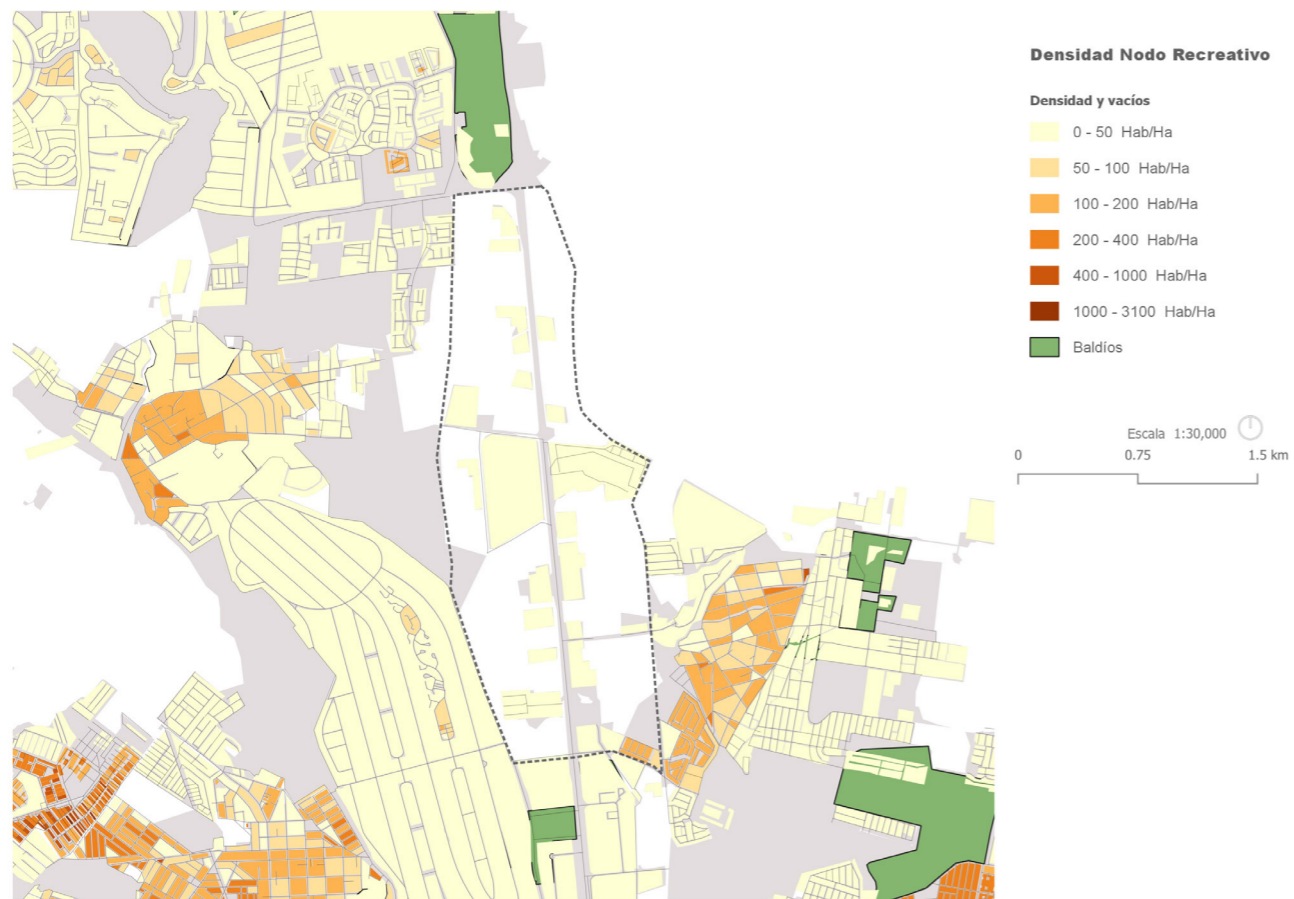 Densidad Nodo Recreativo
Densidad y vacíos
0 - 50 Hab/Ha
50 - 100 Hab/Ha
100 - 200 Hab/Ha
200 - 400 Hab/Ha
400 - 1000 Hab/Ha
1000 - 3100 Hab/Ha
Baldíos
Escala 1:30,000
0 0.75 1.5 km